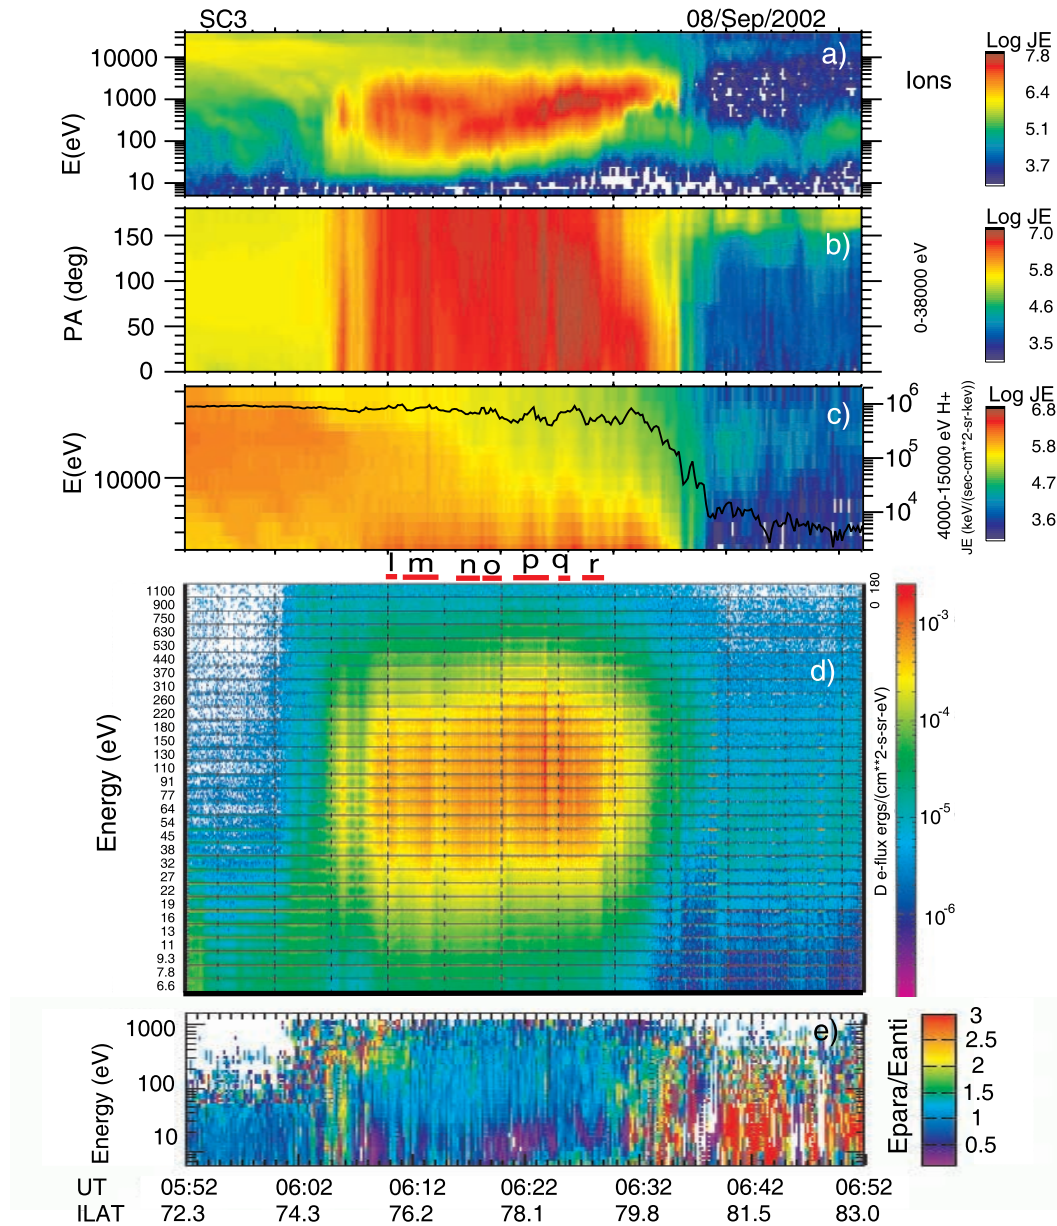 SC3 08/Sep/2002
a)
E(eV)
10000
1000
100
10
Ions
Log JE
7.8
6.4
5.1
3.7
b)
PA (deg)
150
100
50
0
0-38000 eV
Log JE
7.0
5.8
4.6
3.5
c)
E(eV)
10000
10^6
10^5
10^4
4000-15000 eV H+
JE (keV/(sec-cm**2-sr-kev))
Log JE
6.8
5.8
4.7
3.6
l m n o p q r
d)
Energy (eV)
1100
900
750
630
530
440
370
310
260
220
180
150
130
110
91
77
64
54
45
38
32
27
22
19
16
13
11
9.3
7.8
6.6
0 180
D e-flux ergs/(cm**2-s-sr-eV)
10^-3
10^-4
10^-5
10^-6
e)
Energy (eV)
1000
100
10
Epara/Eanti
3
2.5
2
1.5
1
0.5
UT 05:52 06:02 06:12 06:22 06:32 06:42 06:52
ILAT 72.3 74.3 76.2 78.1 79.8 81.5 83.0